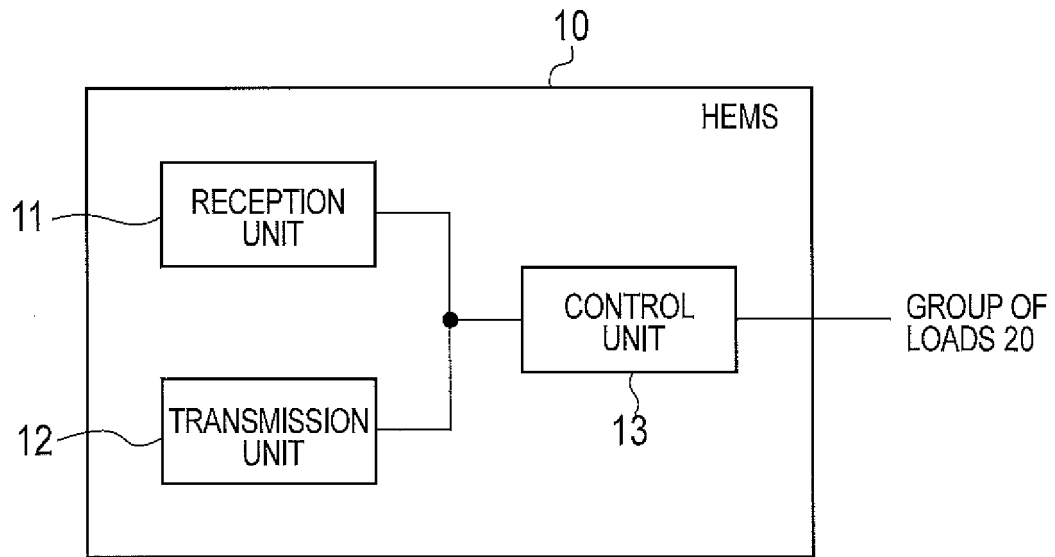 10
HEMS
11
RECEPTION
UNIT
CONTROL
UNIT
13
GROUP OF
LOADS 20
12
TRANSMISSION
UNIT